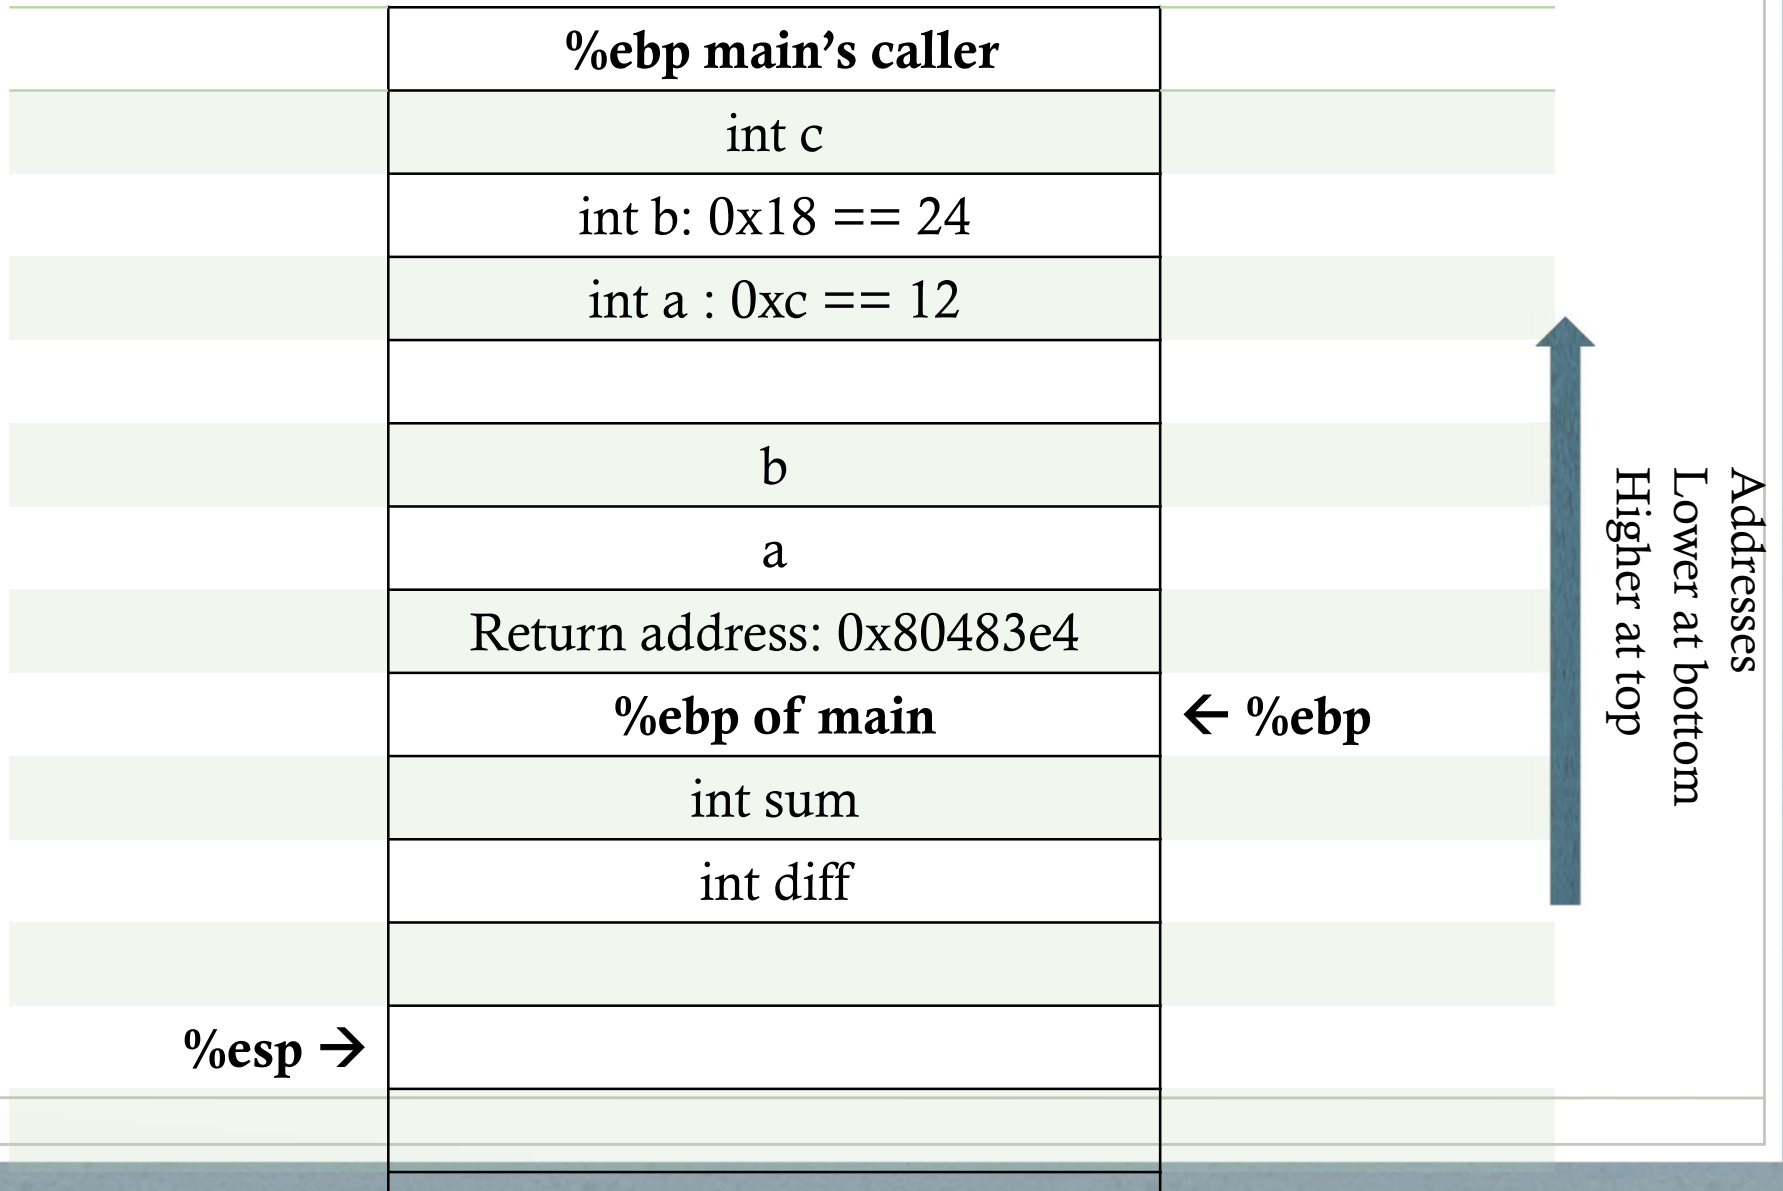 %ebp main’s caller
int c
int b: 0x18 == 24
int a : 0xc == 12
b
a
Return address: 0x80483e4
%ebp of main
← %ebp
int sum
int diff
%esp →
Addresses
Lower at bottom
Higher at top